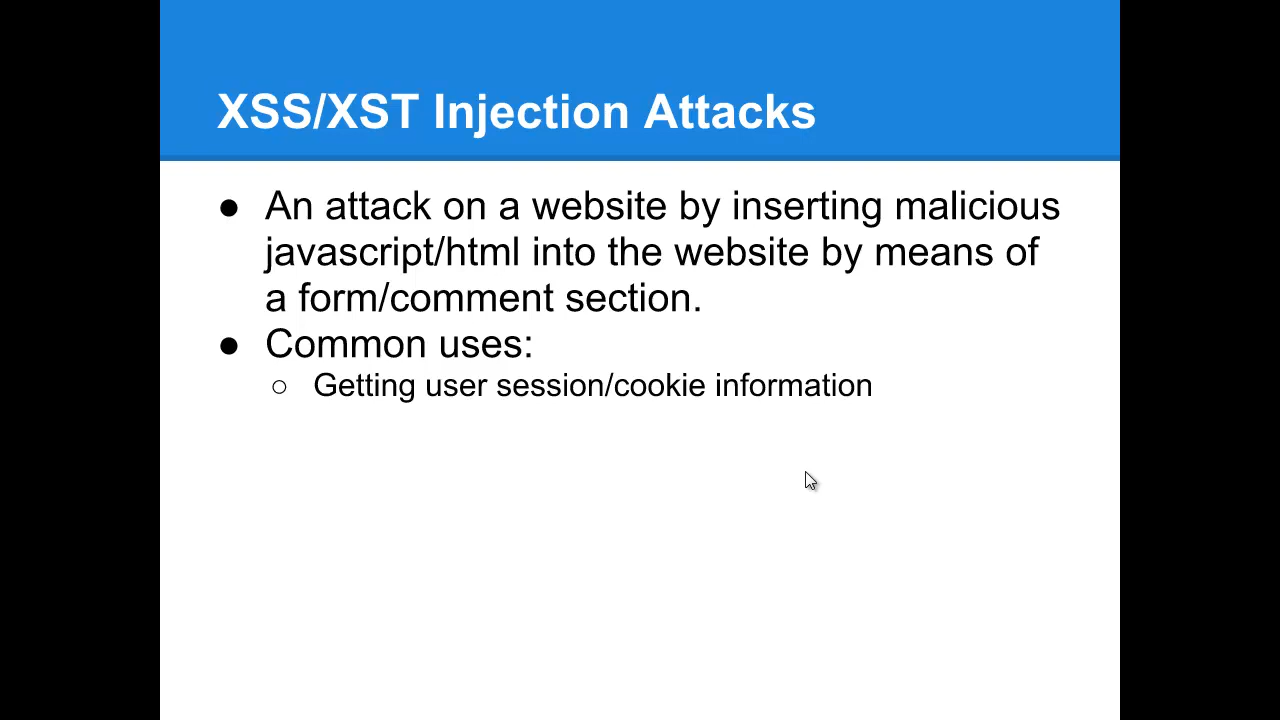 XSS/XST Injection Attacks
● An attack on a website by inserting malicious
javascript/html into the website by means of
a form/comment section.
● Common uses:
○ Getting user session/cookie information